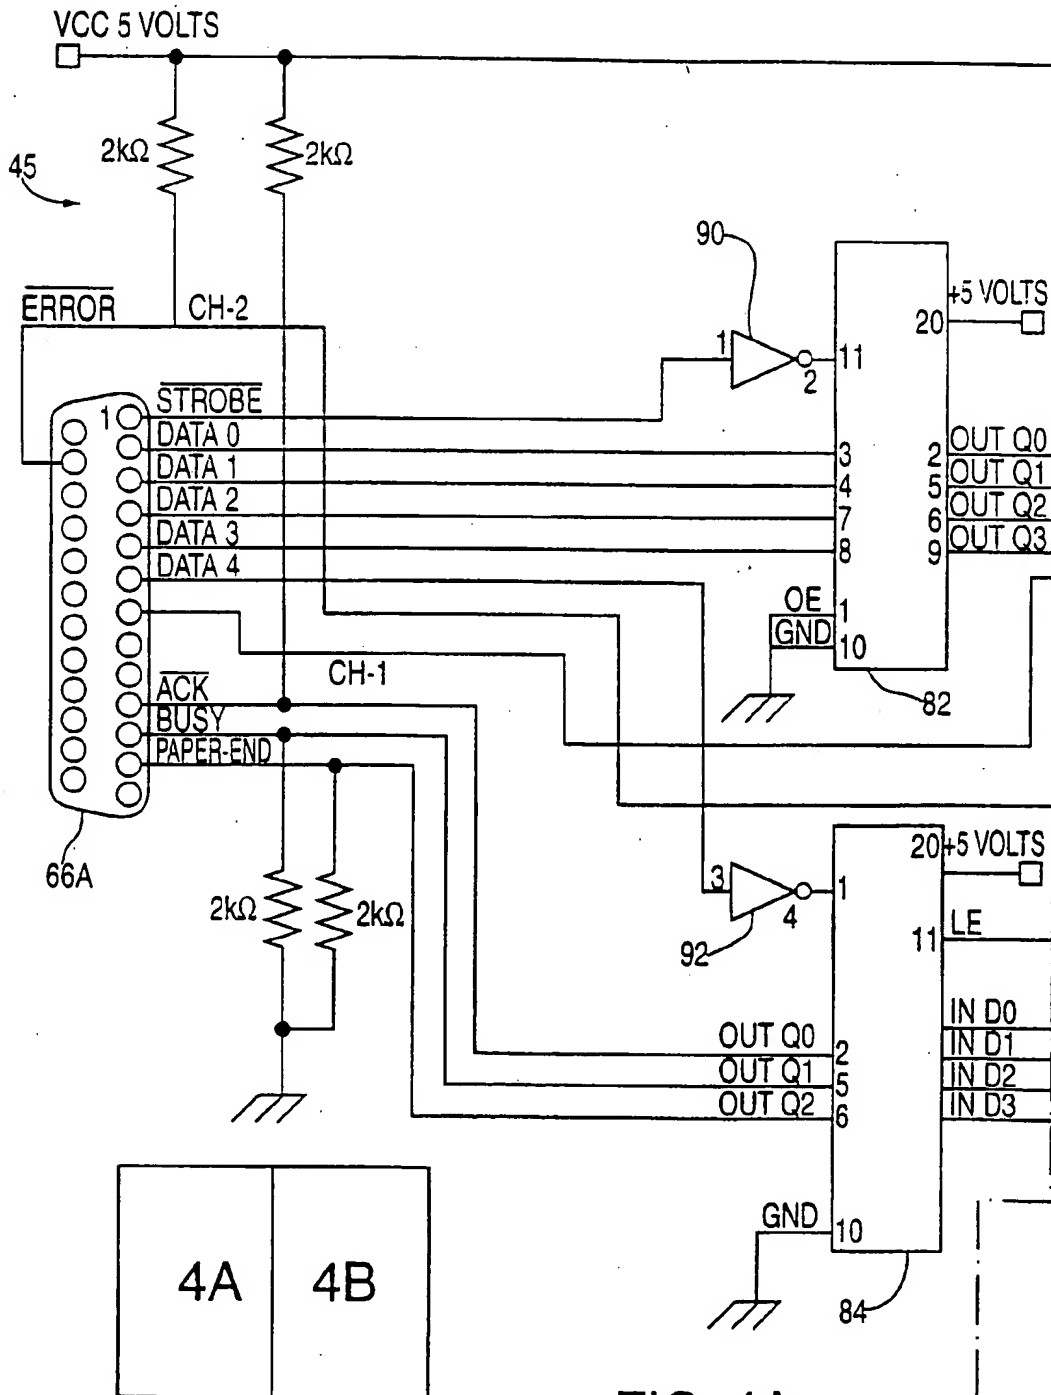 VCC 5 VOLTS
2kΩ
2kΩ
45
90
+5 VOLTS
20
ERROR
CH-2
1
2
11
1
STROBE
DATA 0
3
2
OUT Q0
DATA 1
4
5
OUT Q1
DATA 2
7
6
OUT Q2
DATA 3
8
9
OUT Q3
DATA 4
OE
1
GND
10
CH-1
82
ACK
BUSY
PAPER-END
66A
20
+5 VOLTS
3
4
1
2kΩ
2kΩ
92
11
LE
IN D0
OUT Q0
2
IN D1
OUT Q1
5
IN D2
OUT Q2
6
IN D3
GND
10
4A
4B
84